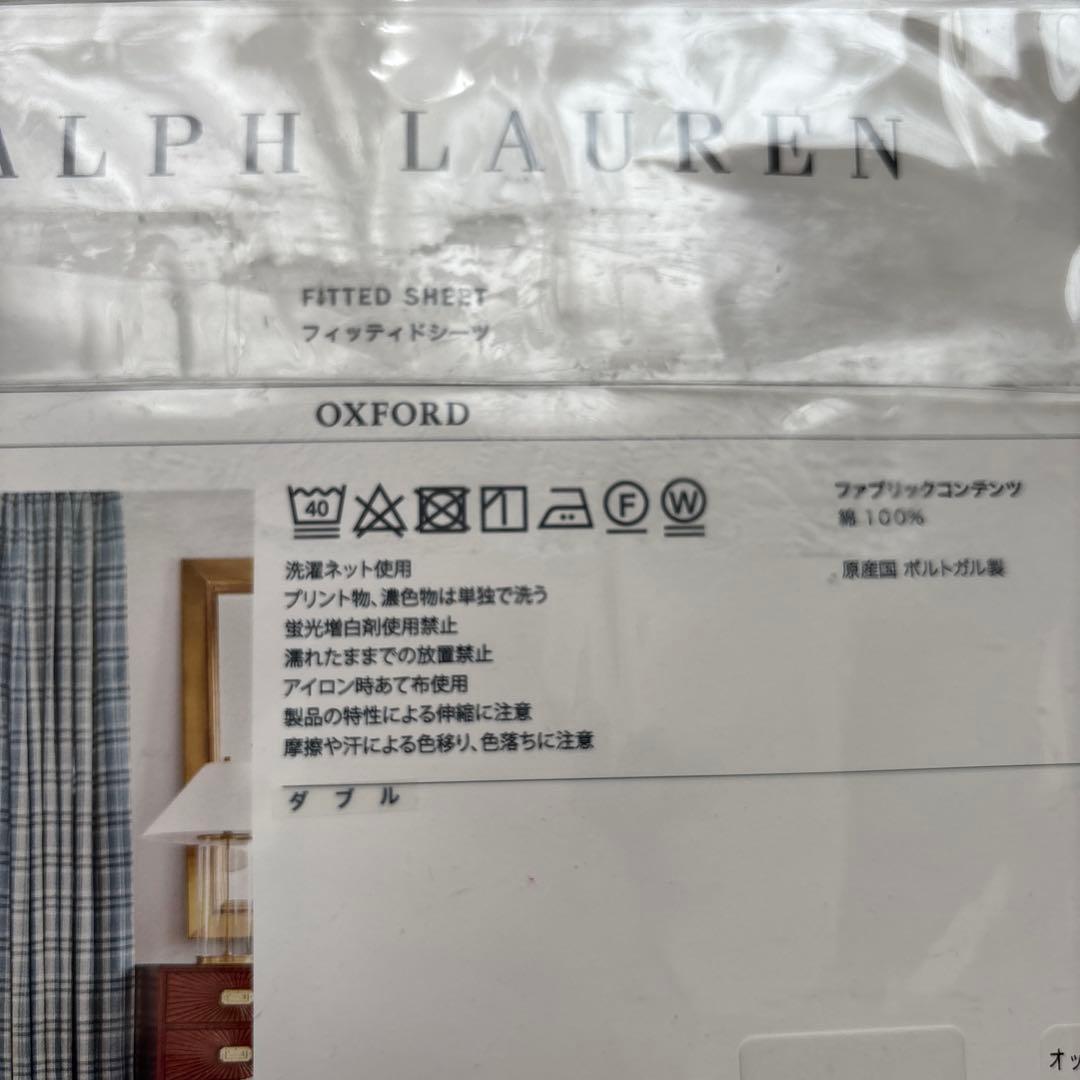 ALPH LAUREN
FITTED SHEET
フィッティドシーツ
OXFORD
40
F
W
洗濯ネット使用
プリント物、濃色物は単独で洗う
蛍光増白剤使用禁止
濡れたままでの放置禁止
アイロン時あて布使用
製品の特性による伸縮に注意
摩擦や汗による色移り、色落ちに注意
ファブリックコンテンツ
綿 100%
原産国 ポルトガル製
ダブル
オッ